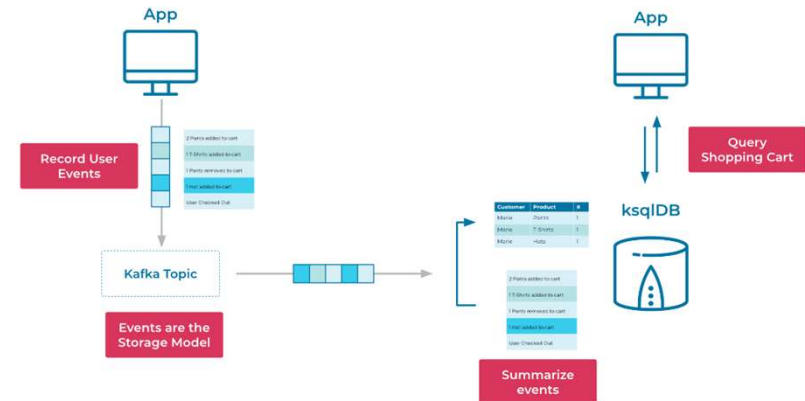 App
Record User
Events
2 Pants added to cart
1 T-Shirts added to cart
1 Pants removed to cart
1 Hat added to cart
User Checked Out
Kafka Topic
Events are the
Storage Model
Customer Product #
Marie Pants 1
Marie T-Shirts 1
Marie Hats 1
2 Pants added to cart
1 T-Shirts added to cart
1 Pants removed to cart
1 Hat added to cart
User Checked Out
Summarize
events
App
Query
Shopping Cart
ksqlDB